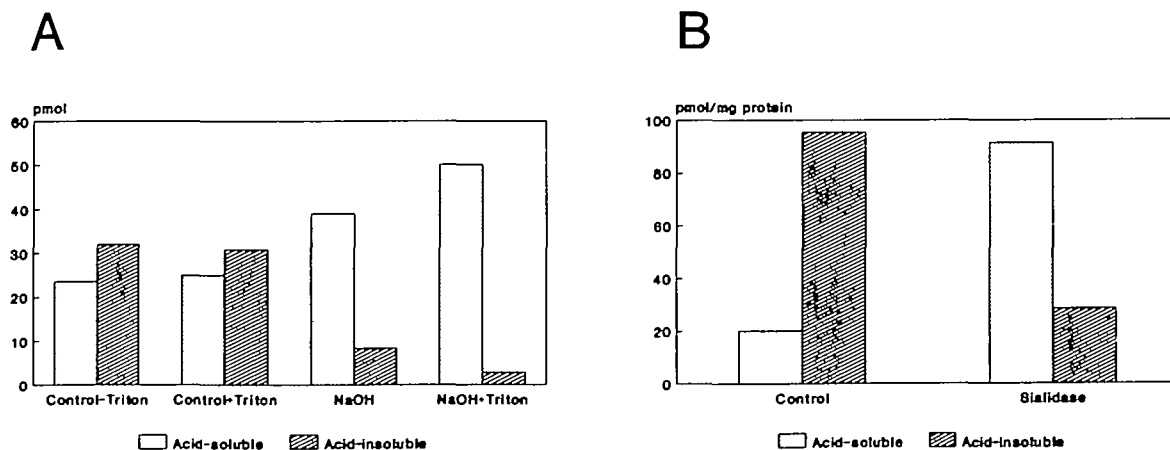 A
pmol
60
50
40
30
20
10
0
Control-Triton Control+Triton NaOH NaOH+Triton
Acid-soluble Acid-insoluble
B
pmol/mg protein
100
80
60
40
20
0
Control Sialidase
Acid-soluble Acid-insoluble